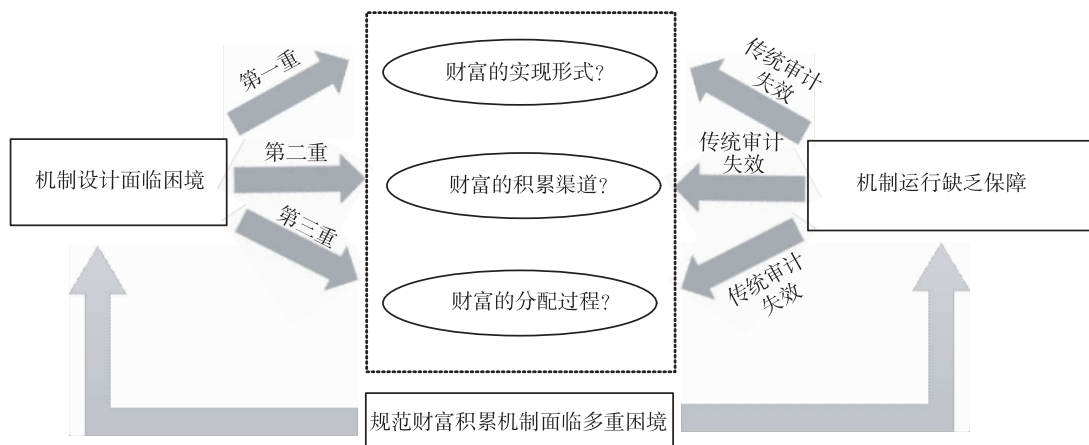 第一重
财富的实现形式?
传统审计
失效
机制设计面临困境
第二重
财富的积累渠道?
传统审计
失效
机制运行缺乏保障
第三重
财富的分配过程?
传统审计
失效
规范财富积累机制面临多重困境